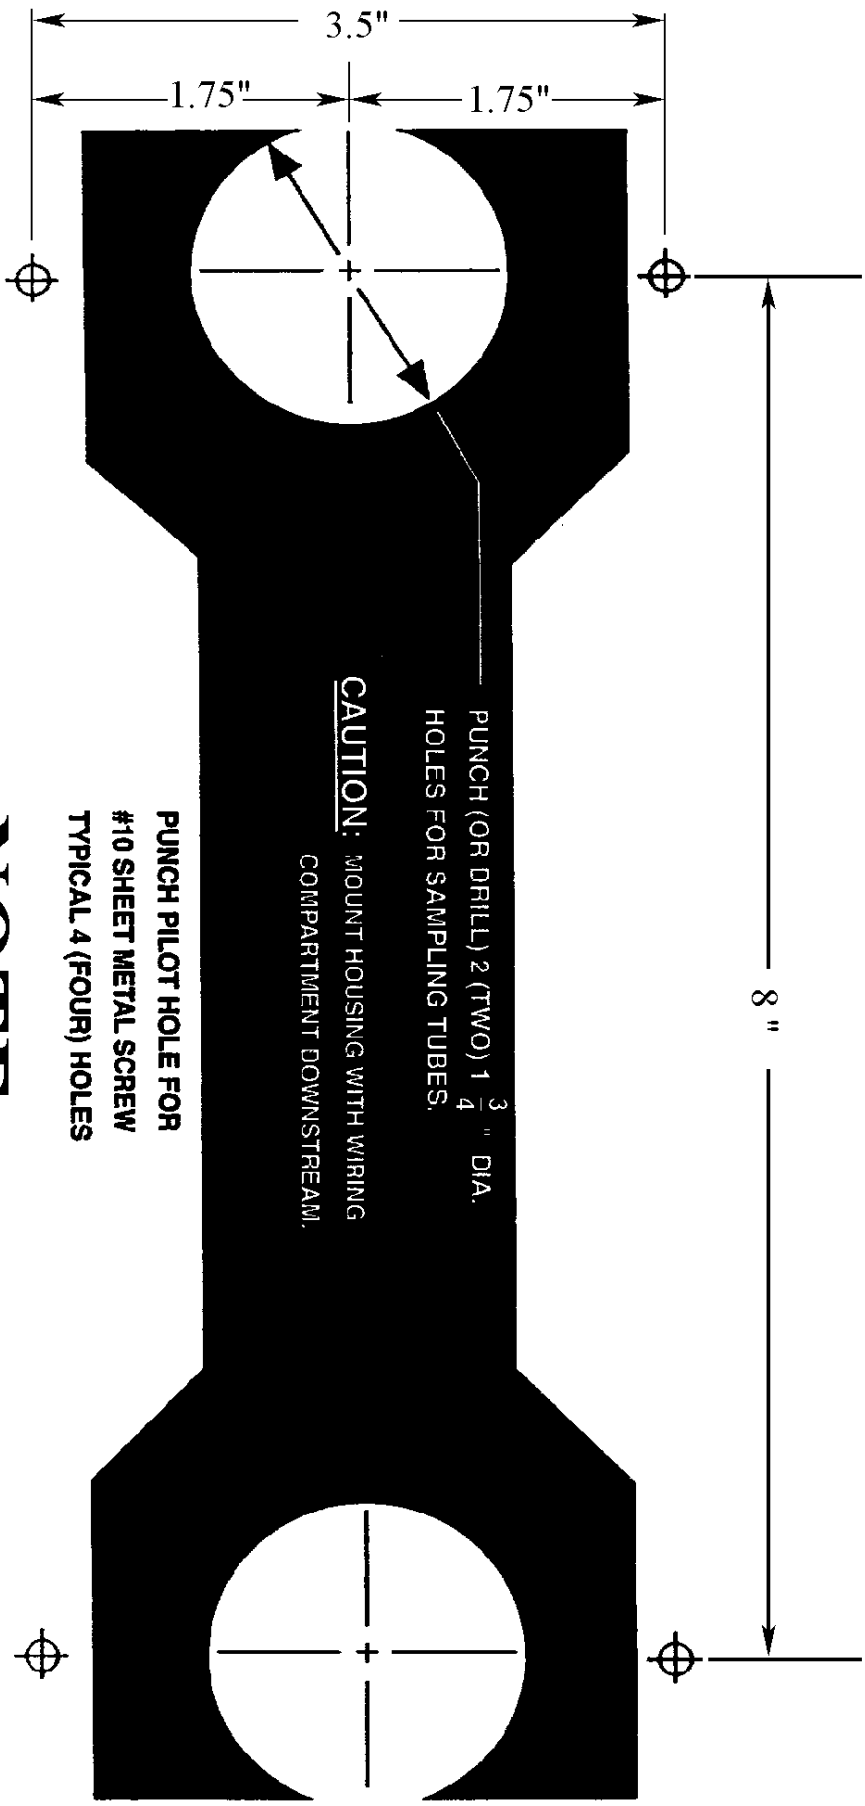 3.5"
1.75"
1.75"
8"
PUNCH (OR DRILL) 2 (TWO) 1 3/4 " DIA.
HOLES FOR SAMPLING TUBES.
CAUTION: MOUNT HOUSING WITH WIRING
COMPARTMENT DOWNSTREAM.
PUNCH PILOT HOLE FOR
#10 SHEET METAL SCREW
TYPICAL 4 (FOUR) HOLES